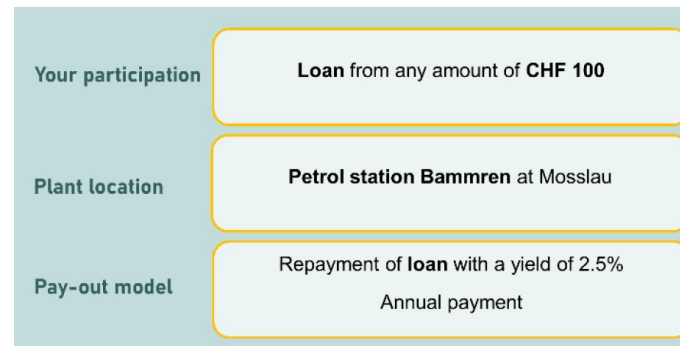 Your participation
Loan from any amount of CHF 100
Plant location
Petrol station Bammren at Mosslau
Pay-out model
Repayment of loan with a yield of 2.5%
Annual payment